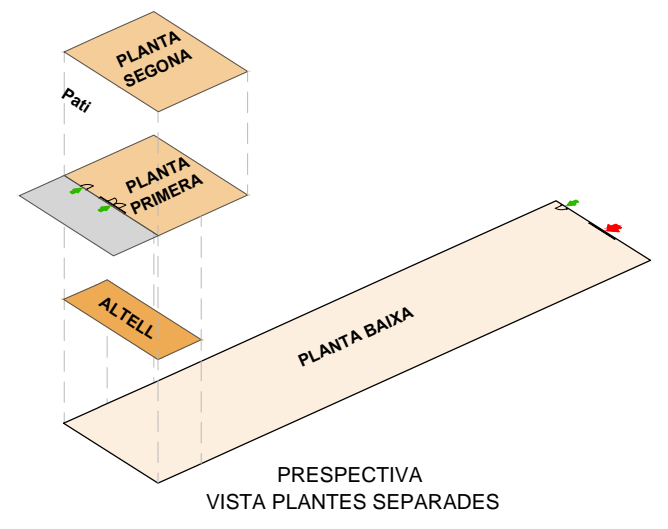 PLANTA
SEGONA
Pati
PLANTA
PRIMERA
ALTELL
PLANTA BAIXA
PRESPECTIVA
VISTA PLANTES SEPARADES